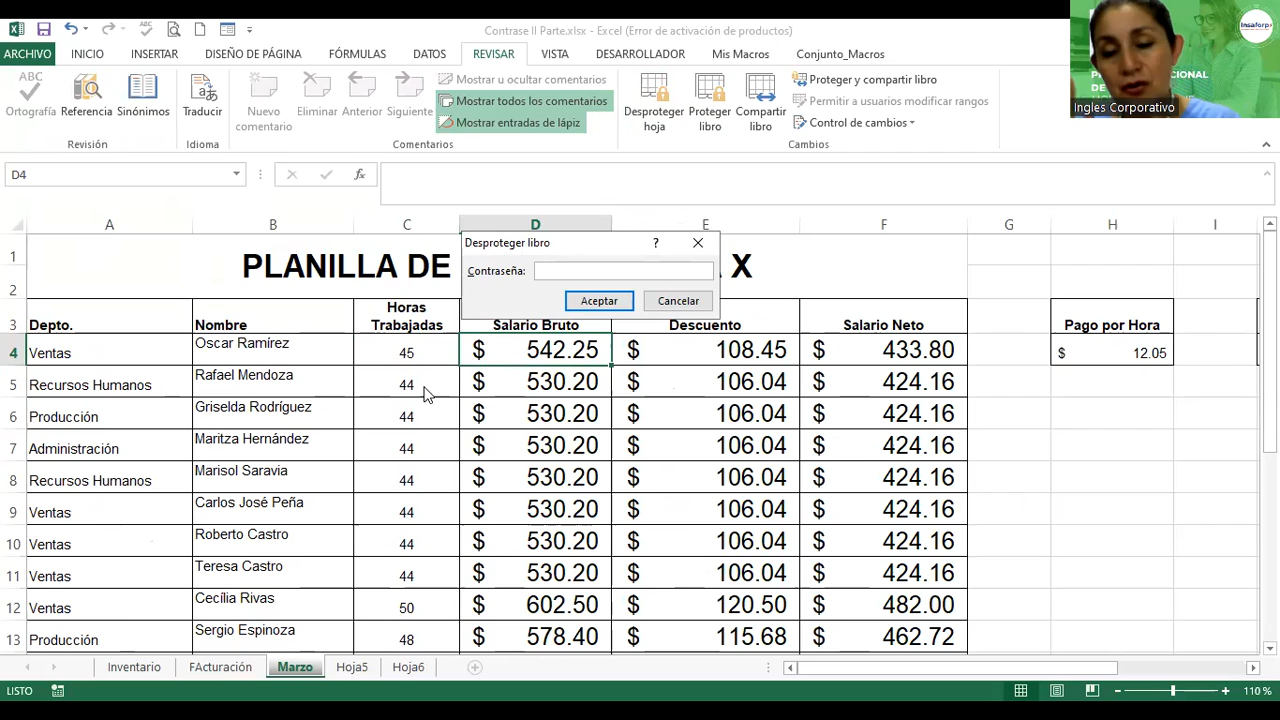 Contrase II Parte.xlsx - Excel (Error de activación de productos)
ARCHIVO INICIO INSERTAR DISEÑO DE PÁGINA FÓRMULAS DATOS REVISAR VISTA DESARROLLADOR Mis Macros Conjunto_Macros
Insaforp
Ingles Corporativo
ABC
Ortografía Referencia Sinónimos
Revisión
Traducir
Idioma
Nuevo comentario Eliminar Anterior Siguiente
Mostrar u ocultar comentarios
Mostrar todos los comentarios
Mostrar entradas de lápiz
Comentarios
Desproteger hoja Proteger libro Compartir libro
Proteger y compartir libro
Permitir a usuarios modificar rangos
Control de cambios
Cambios
D4 fx
A B C D E F G H I
Desproteger libro ? ×
Contraseña:
Aceptar Cancelar
1 PLANILLA DE X
2
3 Depto. Nombre Horas Trabajadas Salario Bruto Descuento Salario Neto Pago por Hora
4 Ventas Oscar Ramírez 45 $ 542.25 $ 108.45 $ 433.80 $ 12.05
5 Recursos Humanos Rafael Mendoza 44 $ 530.20 $ 106.04 $ 424.16
6 Producción Griselda Rodríguez 44 $ 530.20 $ 106.04 $ 424.16
7 Administración Maritza Hernández 44 $ 530.20 $ 106.04 $ 424.16
8 Recursos Humanos Marisol Saravia 44 $ 530.20 $ 106.04 $ 424.16
9 Ventas Carlos José Peña 44 $ 530.20 $ 106.04 $ 424.16
10 Ventas Roberto Castro 44 $ 530.20 $ 106.04 $ 424.16
11 Ventas Teresa Castro 44 $ 530.20 $ 106.04 $ 424.16
12 Ventas Cecília Rivas 50 $ 602.50 $ 120.50 $ 482.00
13 Producción Sergio Espinoza 48 $ 578.40 $ 115.68 $ 462.72
Inventario FActuración Marzo Hoja5 Hoja6
LISTO 110 %